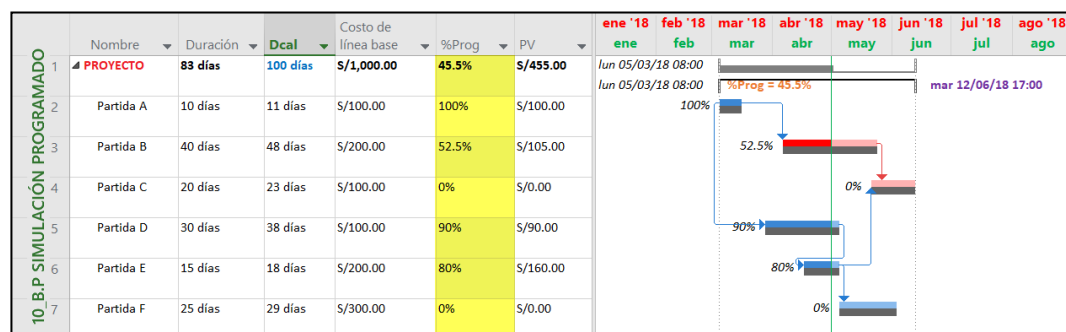 ene '18 feb '18 mar '18 abr '18 may '18 jun '18 jul '18 ago '18
ene feb mar abr may jun jul ago
Nombre Duración Dcal Costo de línea base %Prog PV
10_B.P SIMULACIÓN PROGRAMADO
1 PROYECTO 83 días 100 días S/1,000.00 45.5% S/455.00
lun 05/03/18 08:00
lun 05/03/18 08:00 %Prog = 45.5% mar 12/06/18 17:00
2 Partida A 10 días 11 días S/100.00 100% S/100.00 100%
3 Partida B 40 días 48 días S/200.00 52.5% S/105.00 52.5%
4 Partida C 20 días 23 días S/100.00 0% S/0.00 0%
5 Partida D 30 días 38 días S/100.00 90% S/90.00 90%
6 Partida E 15 días 18 días S/200.00 80% S/160.00 80%
7 Partida F 25 días 29 días S/300.00 0% S/0.00 0%